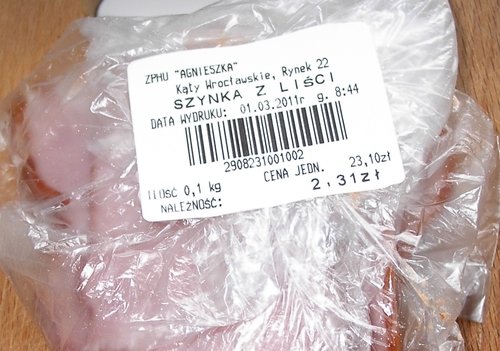 ZPHU "AGNIESZKA"
Kąty Wrocławskie, Rynek 22
SZYNKA Z LIŚCI
DATA WYDRUKU: 01.03.2011r g. 8:44
2908231001002
CENA JEDN. 23,10zł
Ilość 0,1 kg 2,31zł
NALEŻNOŚĆ: